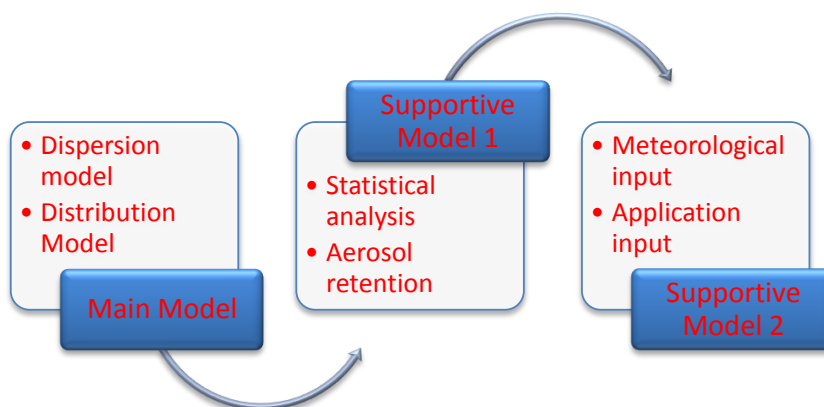 • Dispersion
model
• Distribution
Model
Main Model
Supportive
Model 1
• Statistical
analysis
• Aerosol
retention
• Meteorological
input
• Application
input
Supportive
Model 2